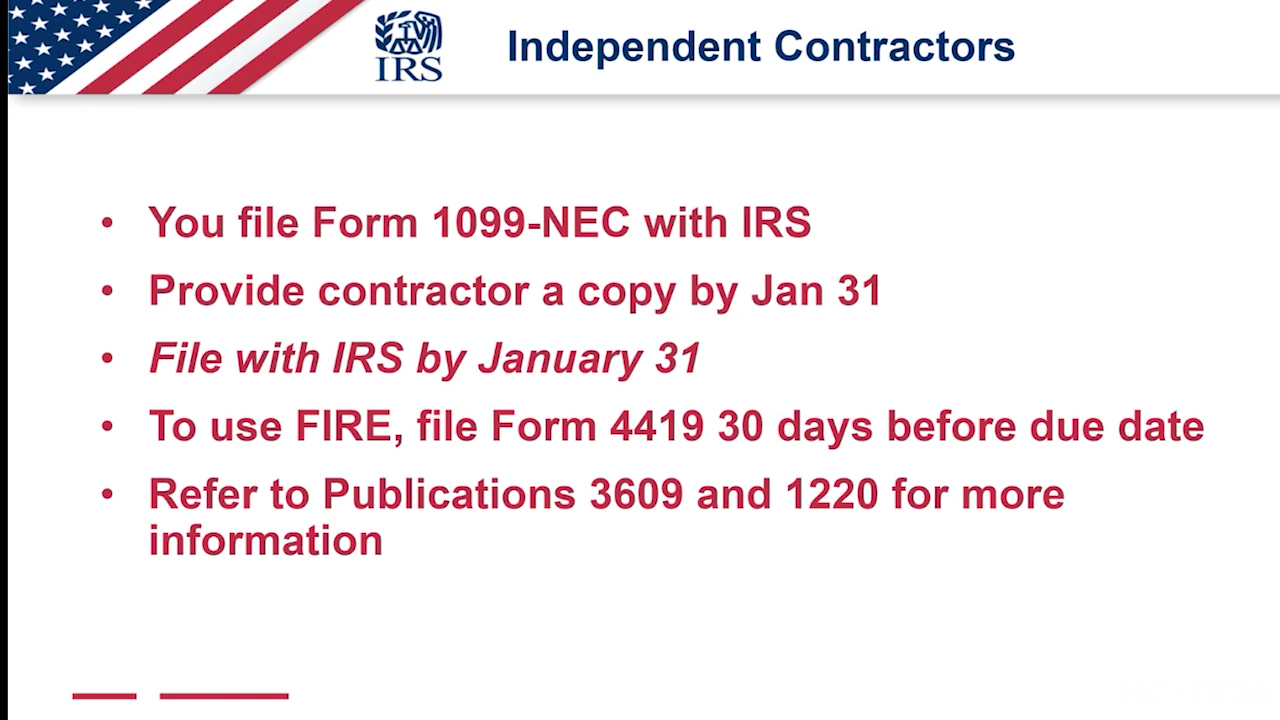 IRS
Independent Contractors
• You file Form 1099-NEC with IRS
• Provide contractor a copy by Jan 31
• File with IRS by January 31
• To use FIRE, file Form 4419 30 days before due date
• Refer to Publications 3609 and 1220 for more
information